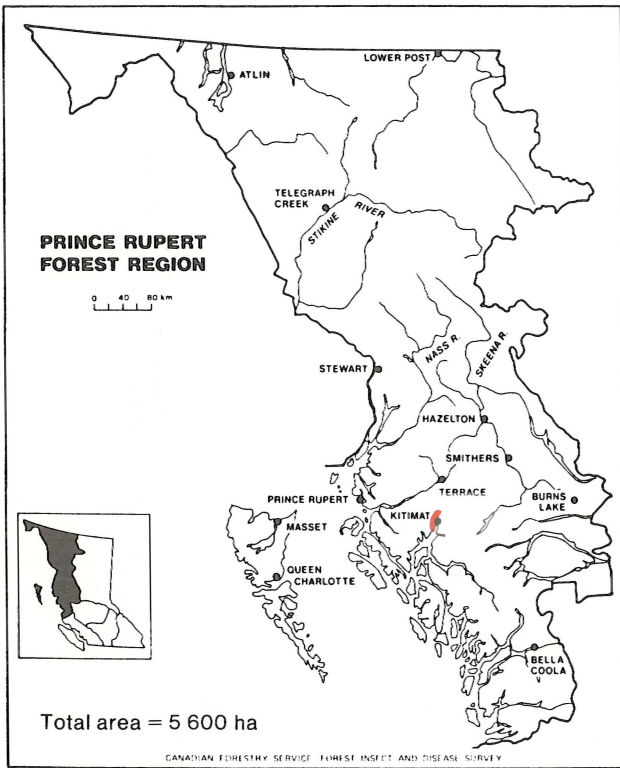 LOWER POST
ATLIN
TELEGRAPH
CREEK
STIKINE RIVER
PRINCE RUPERT
FOREST REGION
0 40 80 km
NASS R.
SKEENA R.
STEWART
HAZELTON
SMITHERS
TERRACE
PRINCE RUPERT
BURNS
LAKE
KITIMAT
MASSET
QUEEN
CHARLOTTE
BELLA
COOLA
Total area = 5 600 ha
CANADIAN FORESTRY SERVICE FOREST INSECT AND DISEASE SURVEY